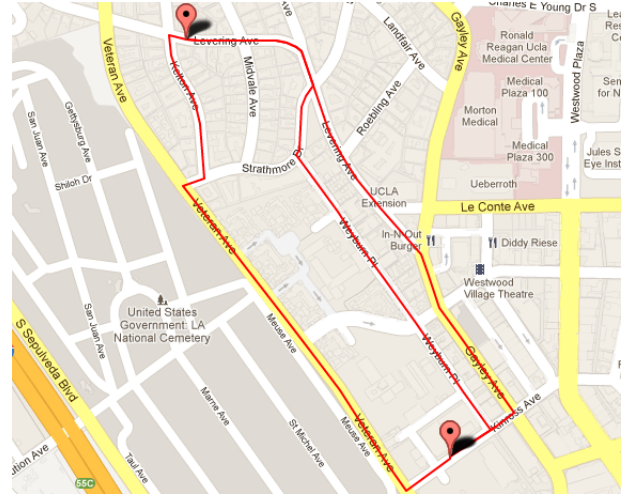 Charles E Young Dr S
Levering Ave
Veteran Ave
Kelton Ave
Midvale Ave
Landfair Ave
Gayley Ave
Ronald
Reagan Ucla
Medical Center
Medical
Plaza 100
Westwood Plaza
Morton
Medical
Medical
Plaza 300
Jules S
Eye Inst
Ueberroth
Roebling Ave
Levering Ave
Gettysburg Ave
San Juan Ave
Shiloh Dr
Strathmore Dr
UCLA
Extension
Le Conte Ave
Veteran Ave
Weyburn Pl
In-N-Out
Burger
Diddy Riese
Westwood
Village Theatre
United States
Government: LA
National Cemetery
San Juan Ave
S Sepulveda Blvd
Meuse Ave
Weyburn Pl
Gayley Ave
Kinross Ave
Marne Ave
St Michel Ave
Meuse Ave
Veteran Ave
Taul Ave
ution Ave
55C